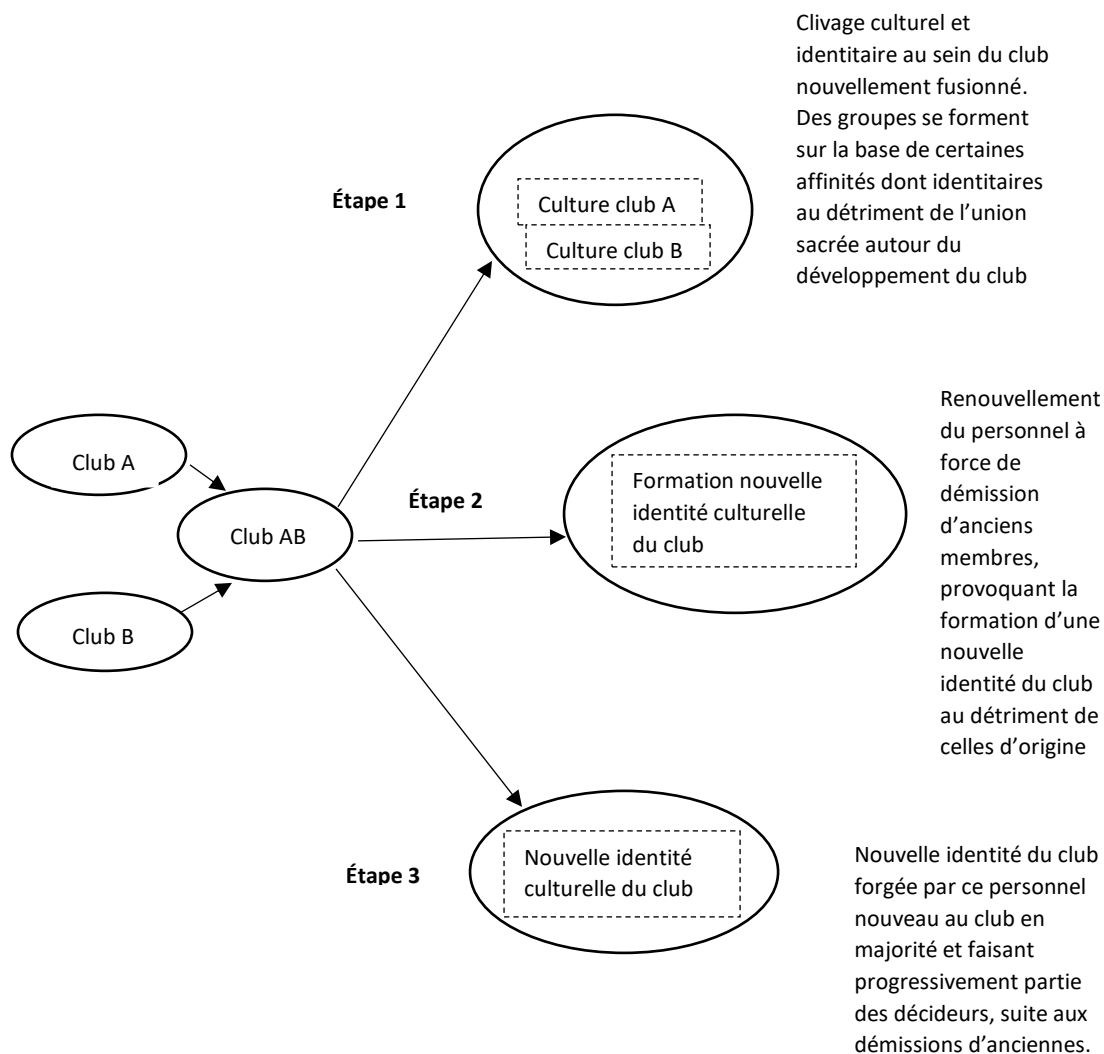 Clivage culturel et
identitaire au sein du club
nouvellement fusionné.
Des groupes se forment
sur la base de certaines
affinités dont identitaires
au détriment de l’union
sacrée autour du
développement du club
Étape 1
Culture club A
Culture club B
Club A
Club AB
Club B
Étape 2
Formation nouvelle
identité culturelle
du club
Renouvellement
du personnel à
force de
démission
d’anciens
membres,
provoquant la
formation d’une
nouvelle
identité du club
au détriment de
celles d’origine
Étape 3
Nouvelle identité
culturelle du club
Nouvelle identité du club
forgée par ce personnel
nouveau au club en
majorité et faisant
progressivement partie
des décideurs, suite aux
démissions d’anciennes.